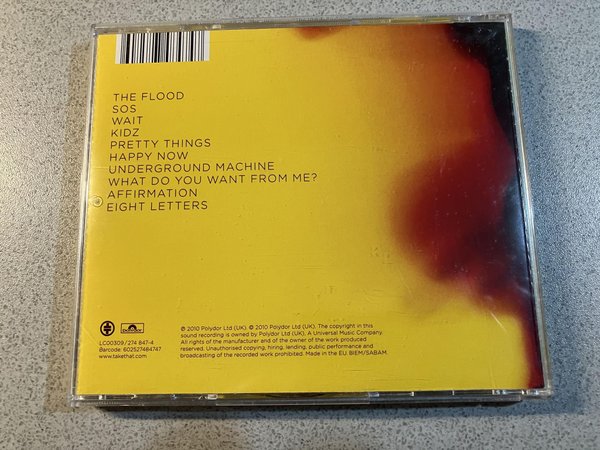 THE FLOOD
SOS
WAIT
KIDZ
PRETTY THINGS
HAPPY NOW
UNDERGROUND MACHINE
WHAT DO YOU WANT FROM ME?
AFFIRMATION
EIGHT LETTERS
LC00309/274 847-4
Barcode: 602527484747
www.takethat.com
℗ 2010 Polydor Ltd (UK). © 2010 Polydor Ltd (UK). The copyright in this
sound recording is owned by Polydor Ltd (UK). A Universal Music Company.
All rights of the manufacturer and of the owner of the work produced
reserved. Unauthorised copying, hiring, lending, public performance and
broadcasting of the recorded work prohibited. Made in the EU. BIEM/SABAM.